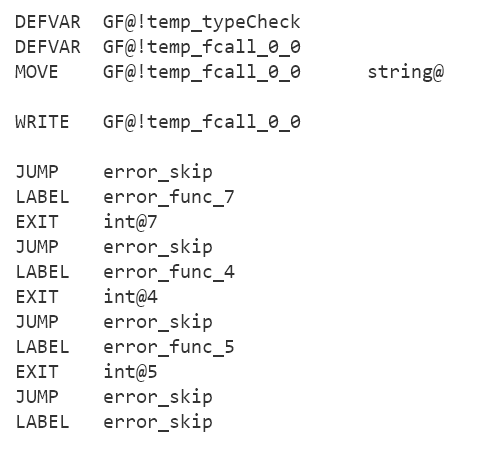 DEFVAR GF@!temp_typeCheck
DEFVAR GF@!temp_fcall_0_0
MOVE GF@!temp_fcall_0_0 string@
WRITE GF@!temp_fcall_0_0
JUMP error_skip
LABEL error_func_7
EXIT int@7
JUMP error_skip
LABEL error_func_4
EXIT int@4
JUMP error_skip
LABEL error_func_5
EXIT int@5
JUMP error_skip
LABEL error_skip